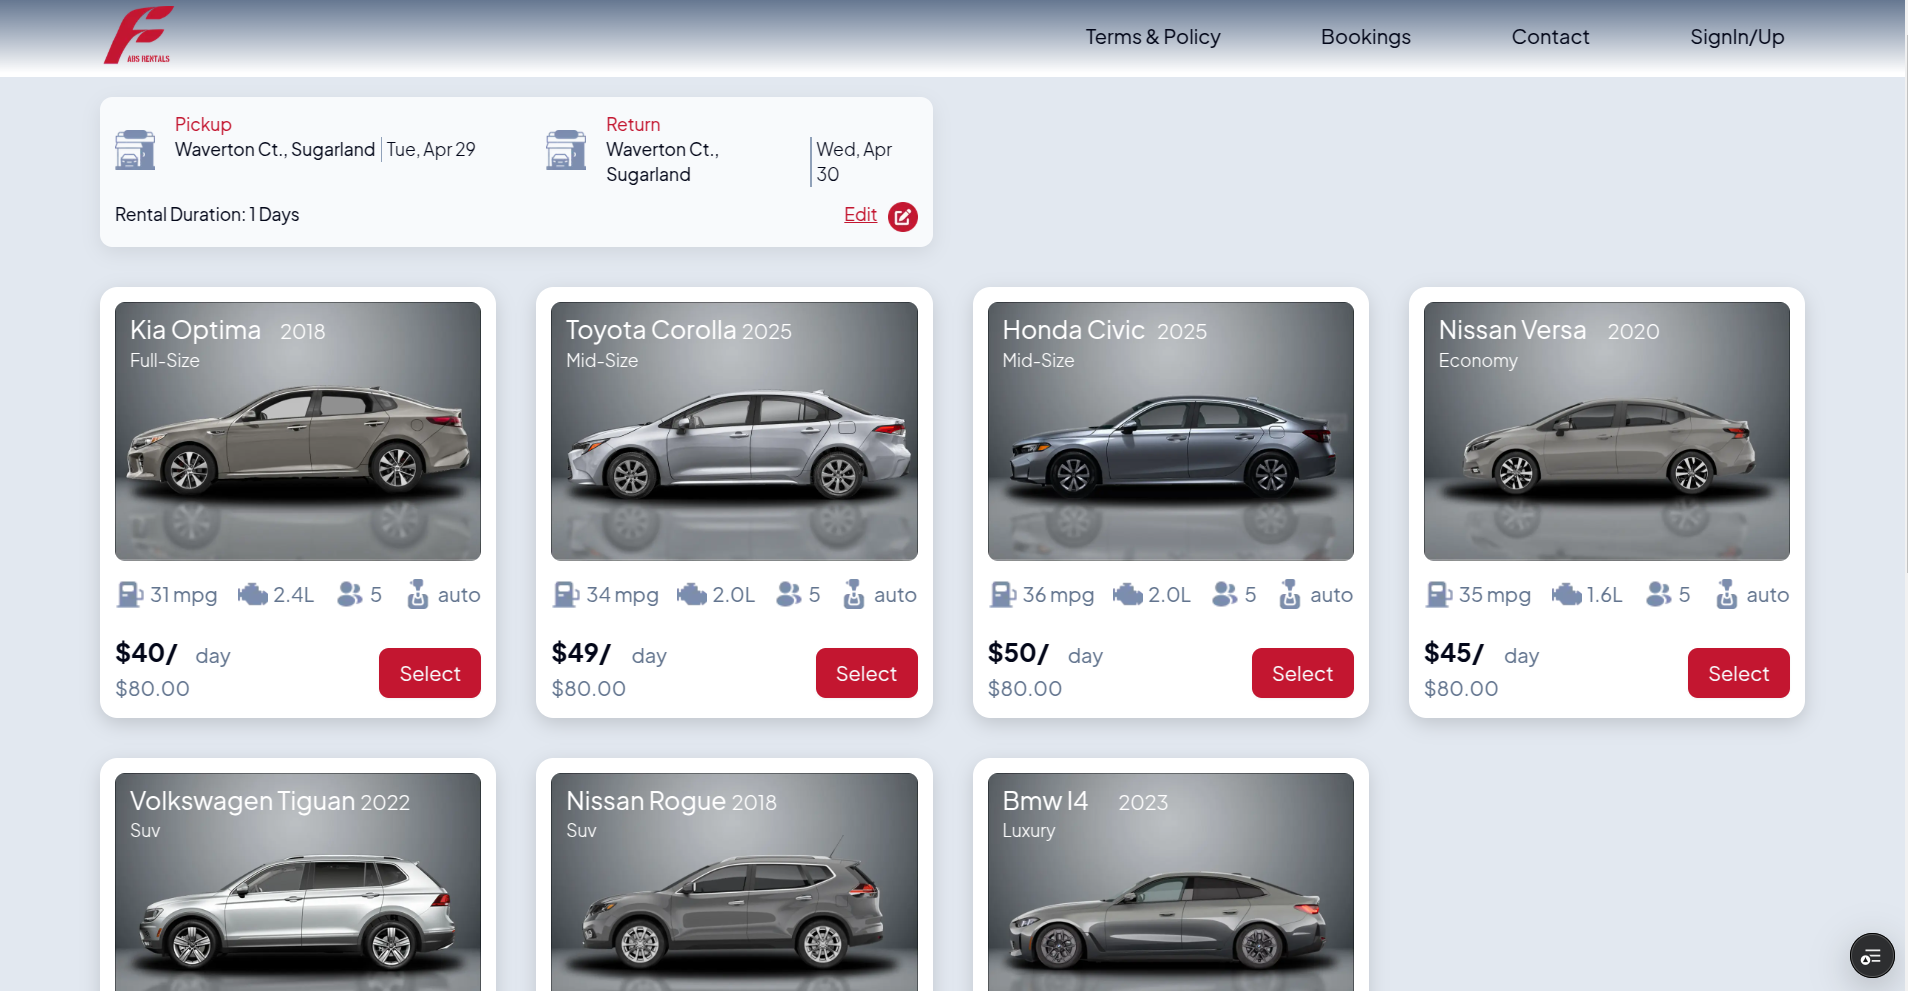 ABS RENTALS
Terms & Policy
Bookings
Contact
SignIn/Up
Pickup
Waverton Ct., Sugarland
Tue, Apr 29
Return
Waverton Ct.,
Sugarland
Wed, Apr
30
Rental Duration: 1 Days
Edit
Kia Optima 2018
Full-Size
31 mpg 2.4L 5 auto
$40/ day
$80.00
Select
Toyota Corolla 2025
Mid-Size
34 mpg 2.0L 5 auto
$49/ day
$80.00
Select
Honda Civic 2025
Mid-Size
36 mpg 2.0L 5 auto
$50/ day
$80.00
Select
Nissan Versa 2020
Economy
35 mpg 1.6L 5 auto
$45/ day
$80.00
Select
Volkswagen Tiguan 2022
Suv
Nissan Rogue 2018
Suv
Bmw I4 2023
Luxury